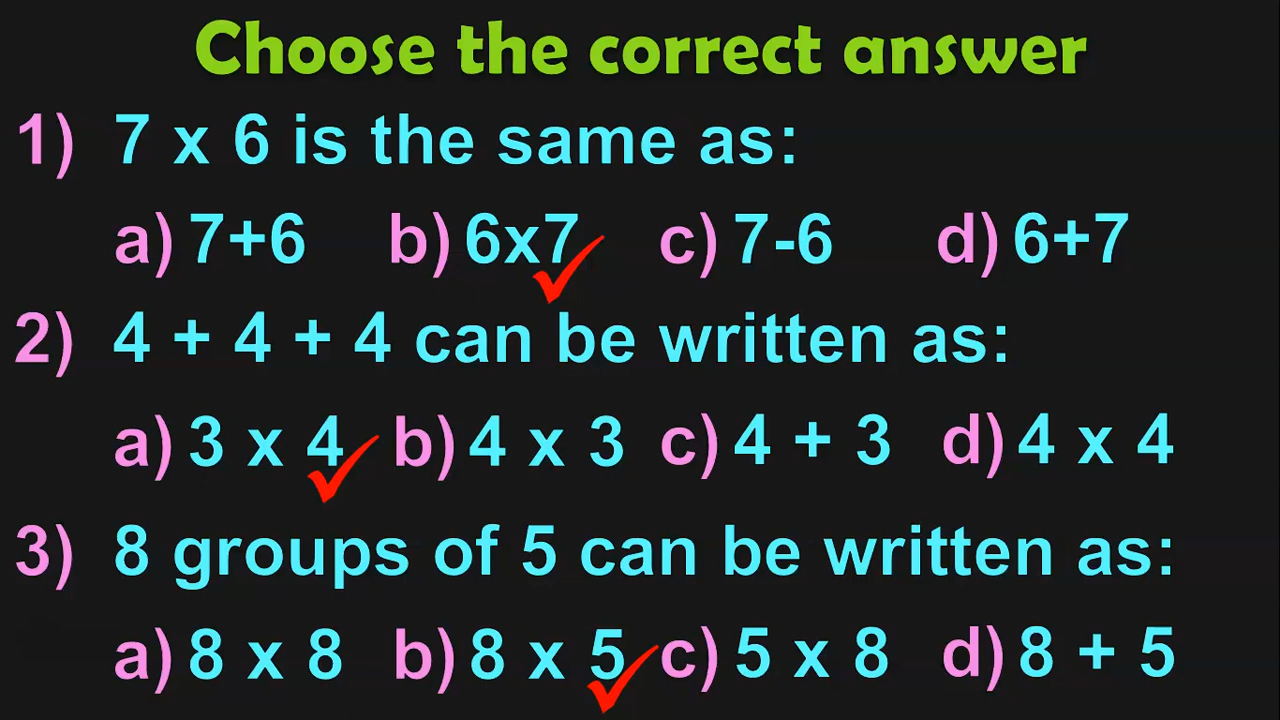 Choose the correct answer
1) 7 x 6 is the same as:
a) 7+6 b) 6x7 c) 7-6 d) 6+7
2) 4 + 4 + 4 can be written as:
a) 3 x 4 b) 4 x 3 c) 4 + 3 d) 4 x 4
3) 8 groups of 5 can be written as:
a) 8 x 8 b) 8 x 5 c) 5 x 8 d) 8 + 5